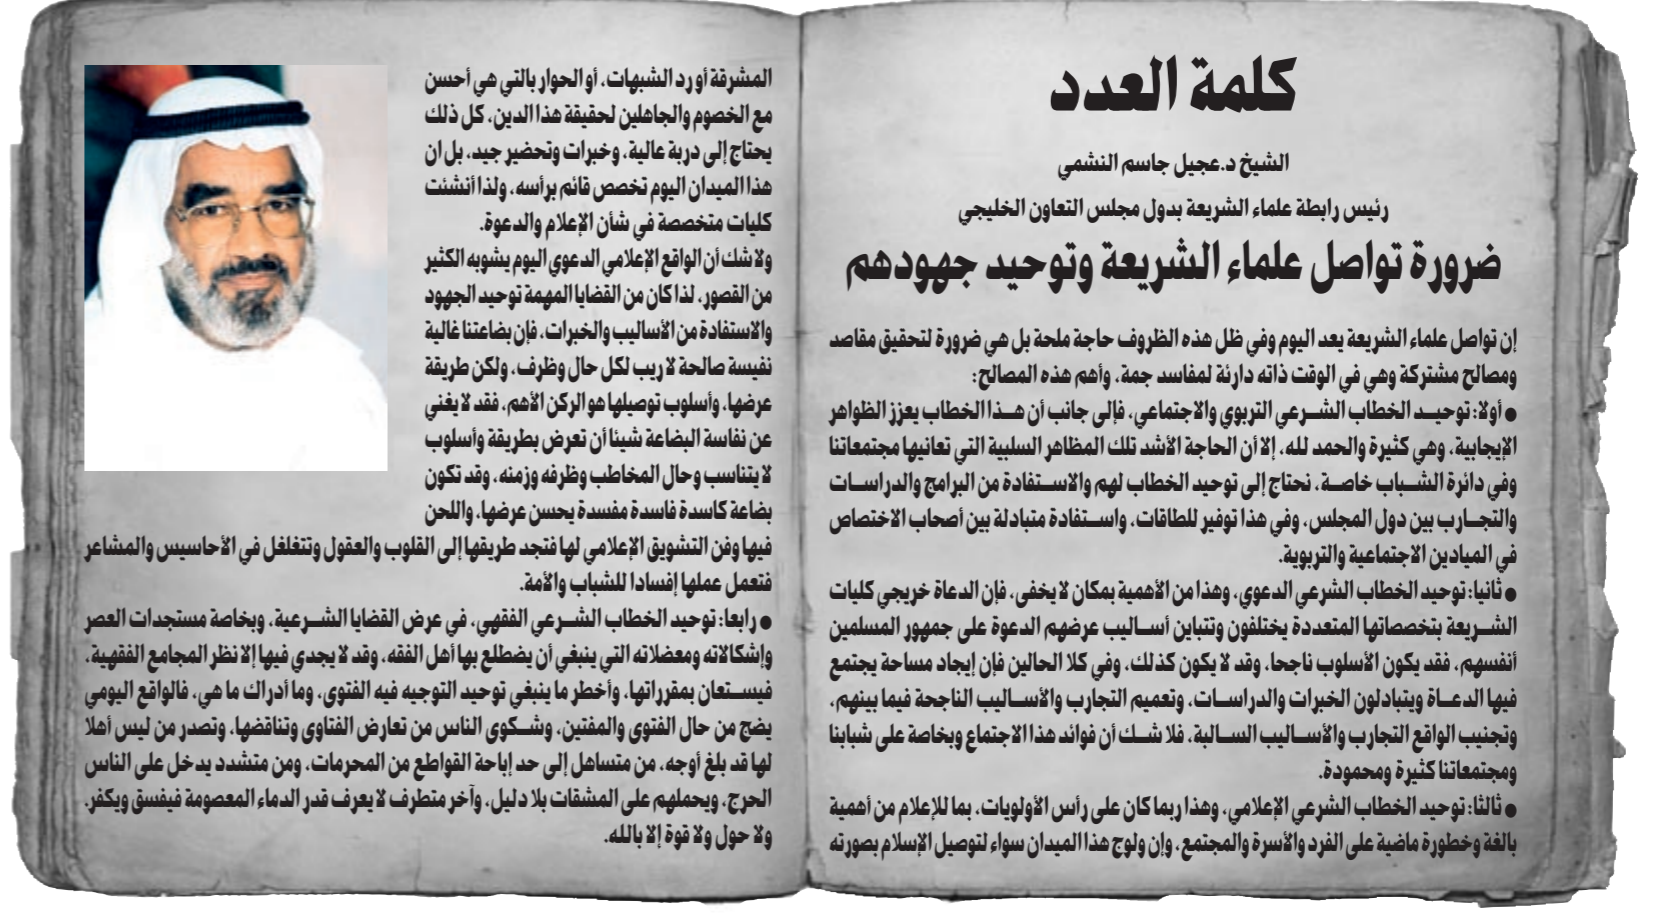 كلمة العدد
الشيخ د.عجيل جاسم النشمي
رئيس رابطة علماء الشريعة بدول مجلس التعاون الخليجي
ضرورة تواصل علماء الشريعة وتوحيد جهودهم
إن تواصل علماء الشريعة يعد اليوم وفي ظل هذه الظروف حاجة ملحة بل هي ضرورة لتحقيق مقاصد
ومصالح مشتركة وهي في الوقت ذاته دارئة لمفاسد جمة، وأهم هذه المصالح:
● أولا: توحيد الخطاب الشرعي التربوي والاجتماعي، فإلى جانب أن هذا الخطاب يعزز الظواهر
الإيجابية، وهي كثيرة والحمد لله، إلا أن الحاجة الأشد تلك المظاهر السلبية التي تعانيها مجتمعاتنا
وفي دائرة الشباب خاصة، نحتاج إلى توحيد الخطاب لهم والاستفادة من البرامج والدراسات
والتجارب بين دول المجلس، وفي هذا توفير للطاقات، واستفادة متبادلة بين أصحاب الاختصاص
في الميادين الاجتماعية والتربوية.
● ثانيا: توحيد الخطاب الشرعي الدعوي، وهذا من الأهمية بمكان لا يخفى، فإن الدعاة خريجي كليات
الشريعة بتخصصاتها المتعددة يختلفون وتتباين أساليب عرضهم الدعوة على جمهور المسلمين
أنفسهم، فقد يكون الأسلوب ناجحا، وقد لا يكون كذلك، وفي كلا الحالين فإن إيجاد مساحة يجتمع
فيها الدعاة ويتبادلون الخبرات والدراسات، وتعميم التجارب والأساليب الناجحة فيما بينهم،
وتجنيب الواقع التجارب والأساليب السالبة، فلا شك أن فوائد هذا الاجتماع وبخاصة على شبابنا
ومجتمعاتنا كثيرة ومحمودة.
● ثالثا: توحيد الخطاب الشرعي الإعلامي، وهذا ربما كان على رأس الأولويات، بما للإعلام من أهمية
بالغة وخطورة ماضية على الفرد والأسرة والمجتمع، وإن ولوج هذا الميدان سواء لتوصيل الإسلام بصورته
المشرقة أو رد الشبهات، أو الحوار بالتي هي أحسن
مع الخصوم والجاهلين لحقيقة هذا الدين، كل ذلك
يحتاج إلى دربة عالية، وخبرات وتحضير جيد، بل ان
هذا الميدان اليوم تخصص قائم برأسه، ولذا أنشئت
كليات متخصصة في شأن الإعلام والدعوة.
ولا شك أن الواقع الإعلامي الدعوي اليوم يشوبه الكثير
من القصور، لذا كان من القضايا المهمة توحيد الجهود
والاستفادة من الأساليب والخبرات، فإن بضاعتنا غالية
نفيسة صالحة لا ريب لكل حال وظرف، ولكن طريقة
عرضها، وأسلوب توصيلها هو الركن الأهم، فقد لا يغني
عن نفاسة البضاعة شيئا أن تعرض بطريقة وأسلوب
لا يتناسب وحال المخاطب وظرفه وزمنه، وقد تكون
بضاعة كاسدة فاسدة مفسدة يحسن عرضها، واللحن
فيها وفن التشويق الإعلامي لها فتجد طريقها إلى القلوب والعقول وتتغلغل في الأحاسيس والمشاعر
فتعمل عملها إفسادا للشباب والأمة.
● رابعا: توحيد الخطاب الشرعي الفقهي، في عرض القضايا الشرعية، وبخاصة مستجدات العصر
وإشكالاته ومعضلاته التي ينبغي أن يضطلع بها أهل الفقه، وقد لا يجدي فيها إلا نظر المجامع الفقهية،
فيستعان بمقرراتها، وأخطر ما ينبغي توحيد التوجيه فيه الفتوى، وما أدراك ما هي، فالواقع اليومي
يضج من حال الفتوى والمفتين، وشكوى الناس من تعارض الفتاوى وتناقضها، وتصدر من ليس أهلا
لها قد بلغ أوجه، من متساهل إلى حد إباحة القواطع من المحرمات، ومن متشدد يدخل على الناس
الحرج، ويحملهم على المشقات بلا دليل، وآخر متطرف لا يعرف قدر الدماء المعصومة فيفسق ويكفر،
ولا حول ولا قوة إلا بالله.